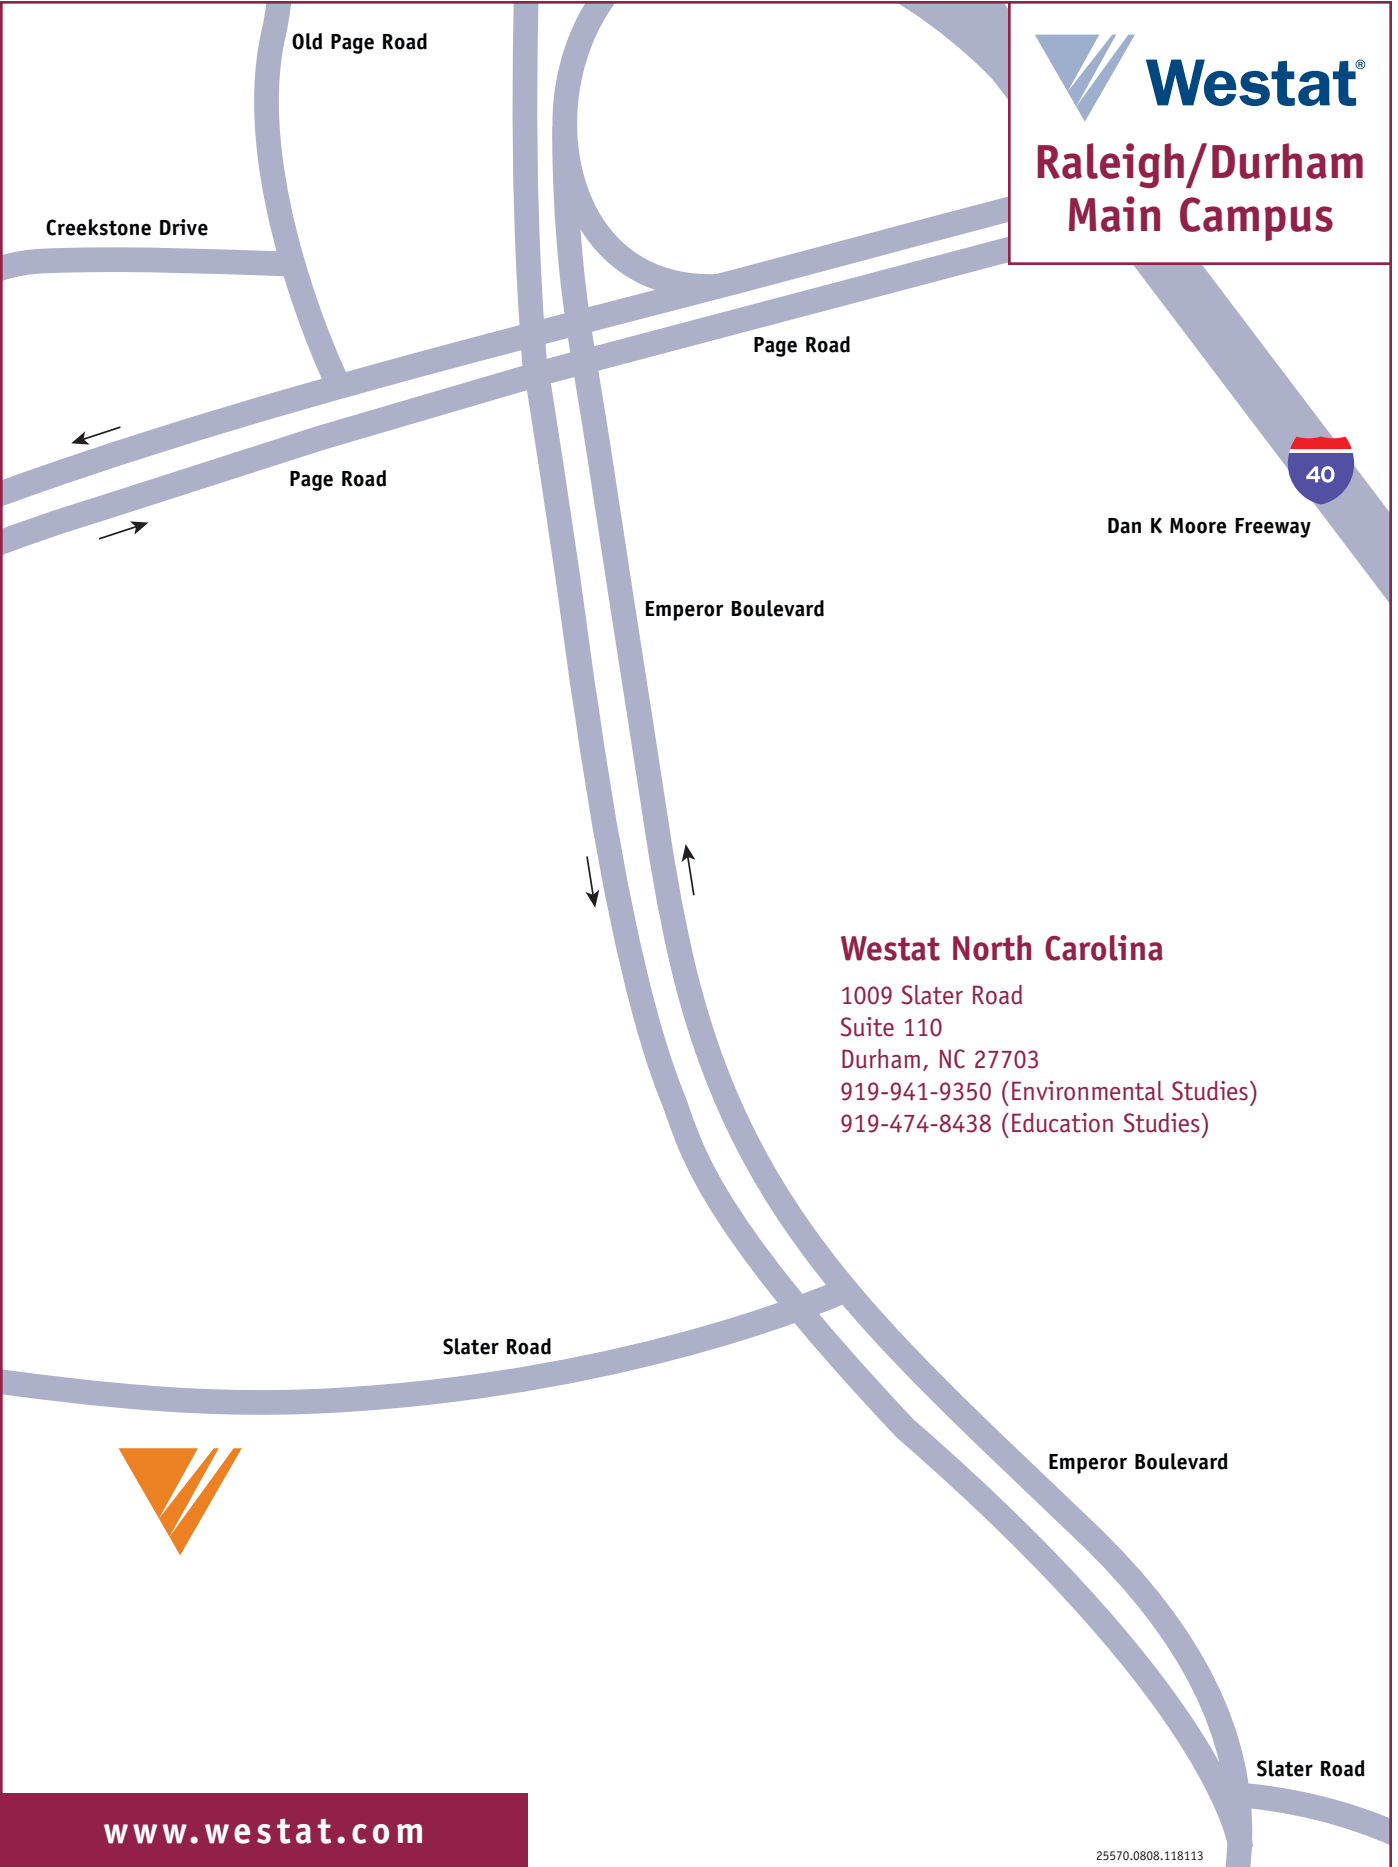 Old Page Road
Westat®
Raleigh/Durham
Main Campus
Creekstone Drive
Page Road
Page Road
40
Dan K Moore Freeway
Emperor Boulevard
Westat North Carolina
1009 Slater Road
Suite 110
Durham, NC 27703
919-941-9350 (Environmental Studies)
919-474-8438 (Education Studies)
Slater Road
Emperor Boulevard
Slater Road
www.westat.com
25570.0808.118113